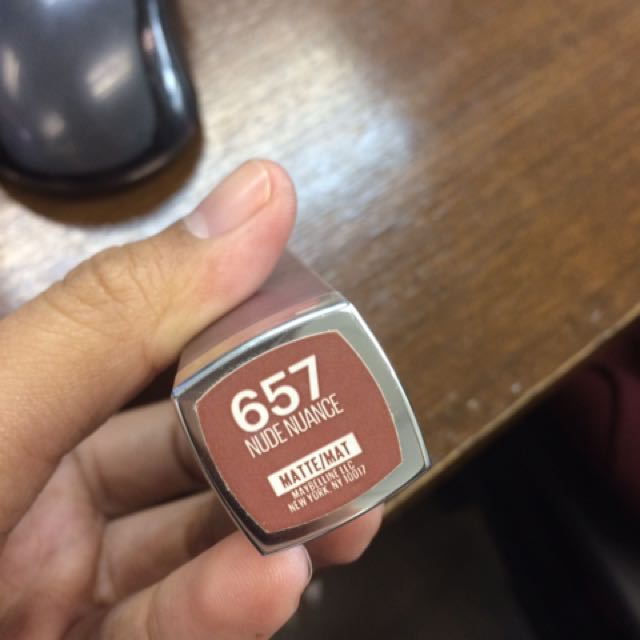 657
NUDE NUANCE
MATTE/MAT
MAYBELLINE LLC
NEW YORK, NY 10017